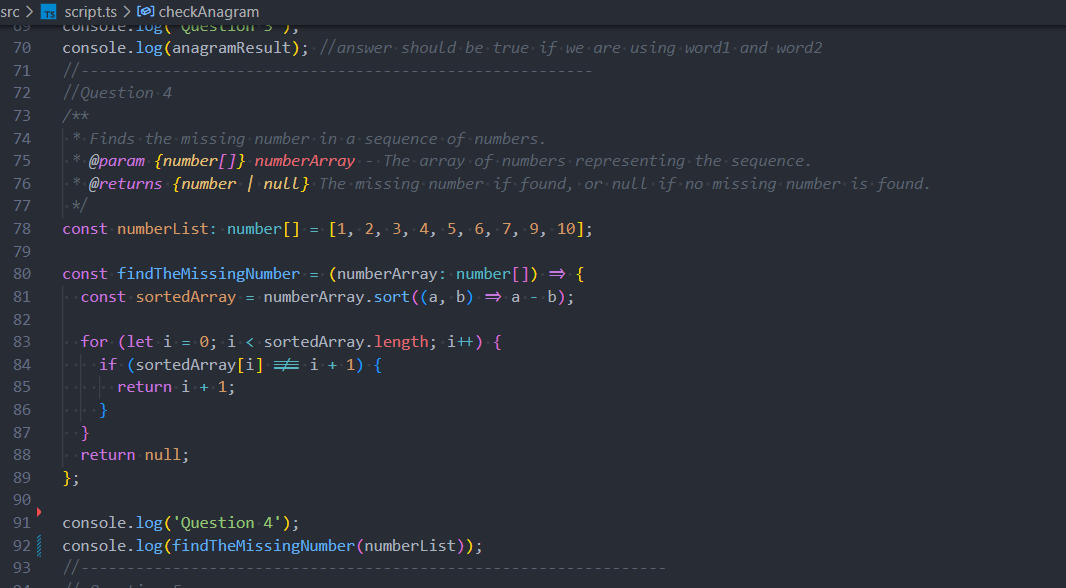 src > TS script.ts > checkAnagram
69 console.log('Question 3');
70 console.log(anagramResult); //answer should be true if we are using word1 and word2
71 //--------------------------------------------------------
72 //Question 4
73 /**
74  * Finds the missing number in a sequence of numbers.
75  * @param {number[]} numberArray - The array of numbers representing the sequence.
76  * @returns {number | null} The missing number if found, or null if no missing number is found.
77  */
78 const numberList: number[] = [1, 2, 3, 4, 5, 6, 7, 9, 10];
79
80 const findTheMissingNumber = (numberArray: number[]) => {
81   const sortedArray = numberArray.sort((a, b) => a - b);
82
83   for (let i = 0; i < sortedArray.length; i++) {
84     if (sortedArray[i] !== i + 1) {
85       return i + 1;
86     }
87   }
88   return null;
89 };
90
91 console.log('Question 4');
92 console.log(findTheMissingNumber(numberList));
93 //----------------------------------------------------------------